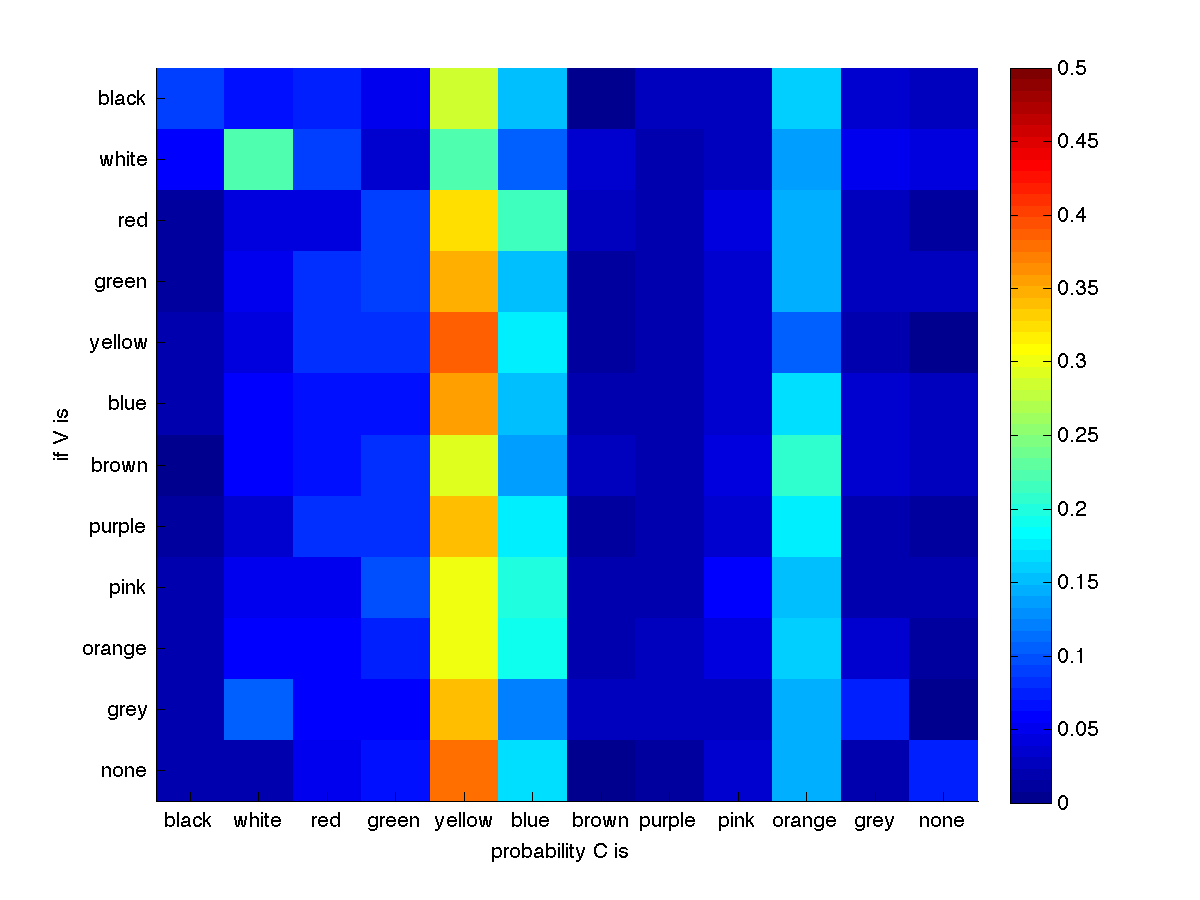 black
white
red
green
yellow
blue
brown
purple
pink
orange
grey
none
if V is
black white red green yellow blue brown purple pink orange grey none
probability C is
0.5
0.45
0.4
0.35
0.3
0.25
0.2
0.15
0.1
0.05
0